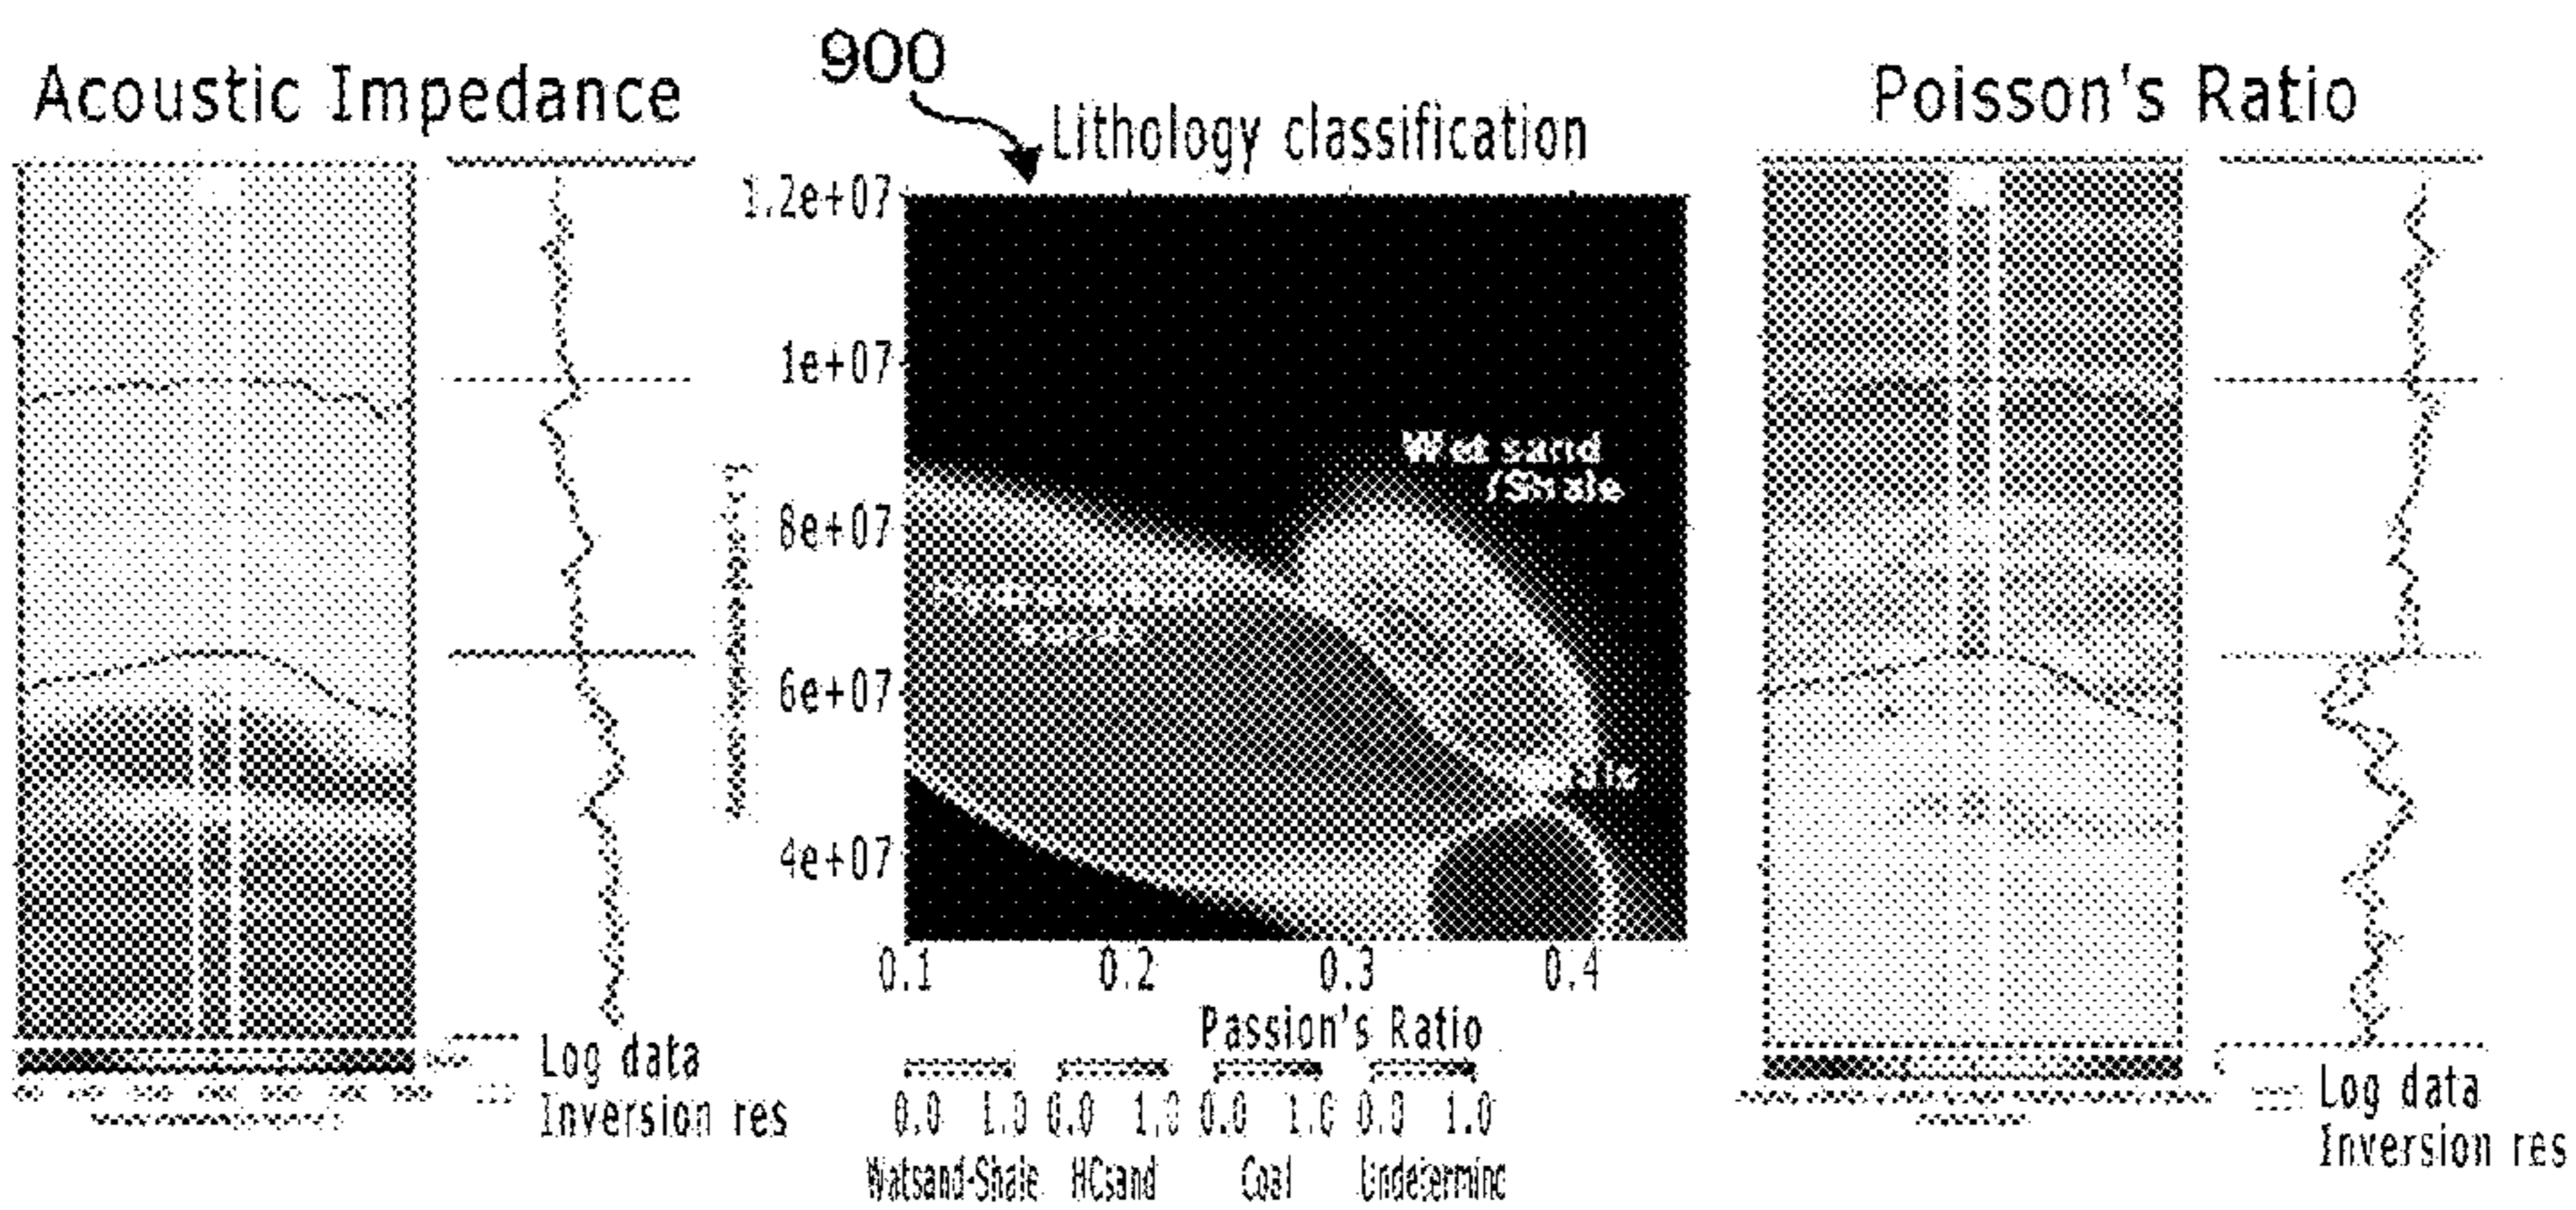 900
Acoustic Impedance
Lithology classification
Poisson's Ratio
1.2e+07
1e+07
8e+07
6e+07
4e+07
Wet sand
/Shale
0.1 0.2 0.3 0.4
Passion's Ratio
0.0 1.0 0.0 1.0 0.0 1.0 0.0 1.0
Watsand-Shale HCsand Coal
Log data
Inversion res
Log data
Inversion res